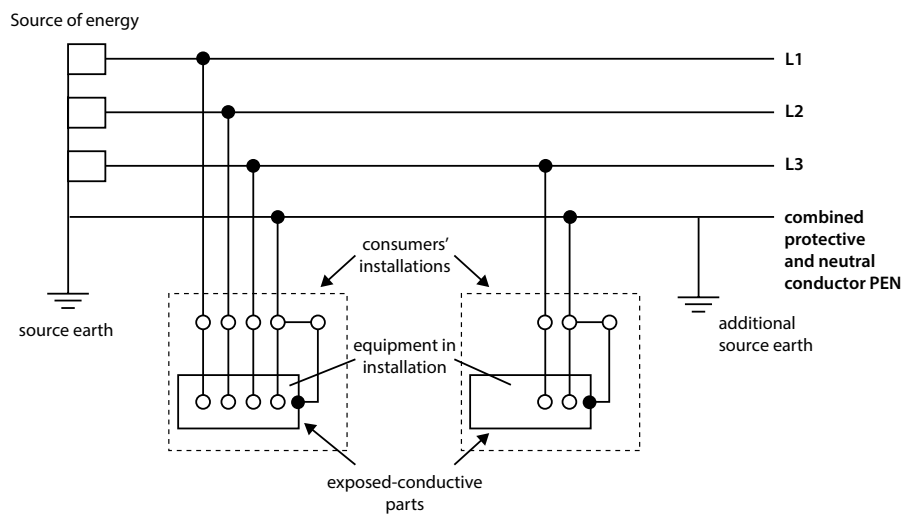 Source of energy
L1
L2
L3
combined
protective
and neutral
conductor PEN
consumers’
installations
source earth
additional
source earth
equipment in
installation
exposed-conductive
parts